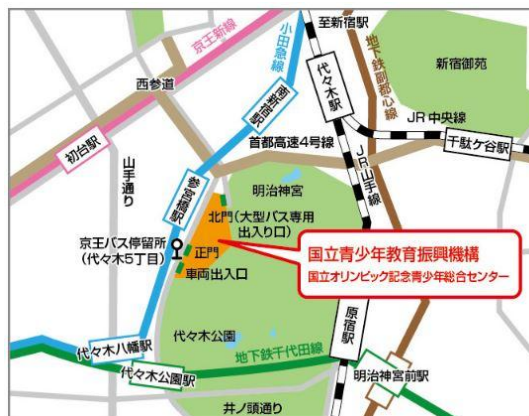 至新宿駅
京王新線
小田急線
代々木駅
地下鉄副都心線
新宿御苑
西参道
南新宿駅
JR中央線
初台駅
山手通り
首都高速4号線
千駄ケ谷駅
JR山手線
参宮橋駅
明治神宮
北門(大型バス専用
出入り口)
京王バス停留所
(代々木5丁目)
正門
車両出入口
国立青少年教育振興機構
国立オリンピック記念青少年総合センター
原宿駅
代々木公園
代々木八幡駅
地下鉄千代田線
代々木公園駅
明治神宮前駅
井ノ頭通り